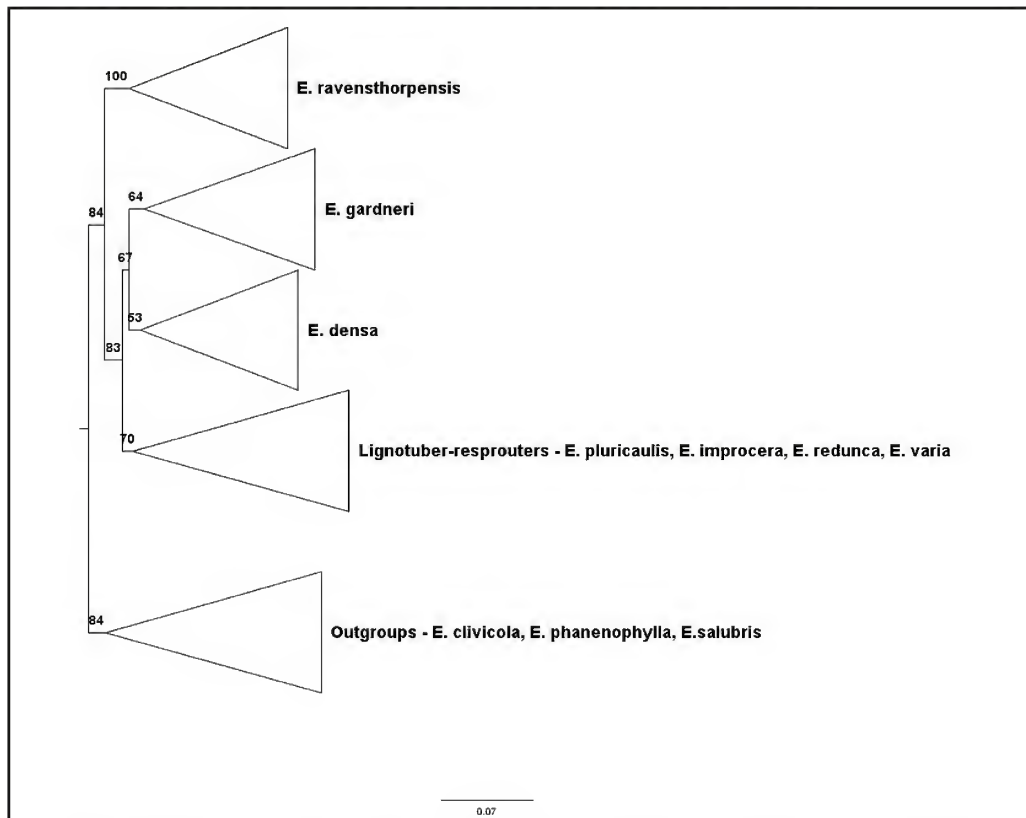 100
E. ravensthorpensis
64
E. gardneri
84
67
53
E. densa
83
70
Lignotuber-resprouters - E. pluricaulis, E. improcera, E. redunca, E. varia
84
Outgroups - E. clivicola, E. phanenophylla, E.salubris
0.07